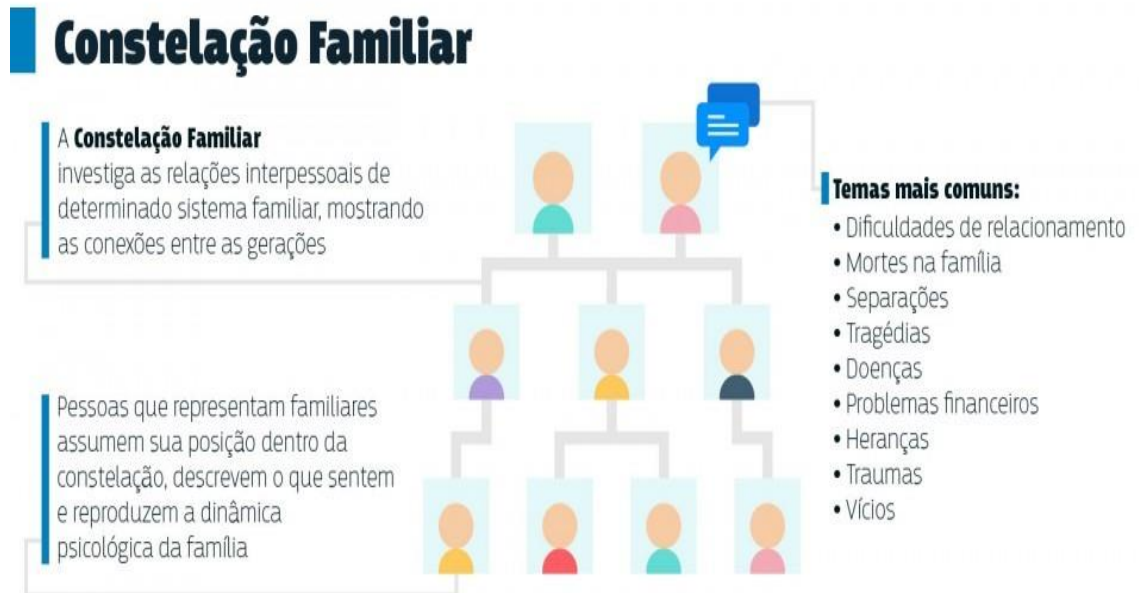 Constelação Familiar
A Constelação Familiar
investiga as relações interpessoais de
determinado sistema familiar, mostrando
as conexões entre as gerações
Pessoas que representam familiares
assumem sua posição dentro da
constelação, descrevem o que sentem
e reproduzem a dinâmica
psicológica da família
Temas mais comuns:
• Dificuldades de relacionamento
• Mortes na família
• Separações
• Tragédias
• Doenças
• Problemas financeiros
• Heranças
• Traumas
• Vícios